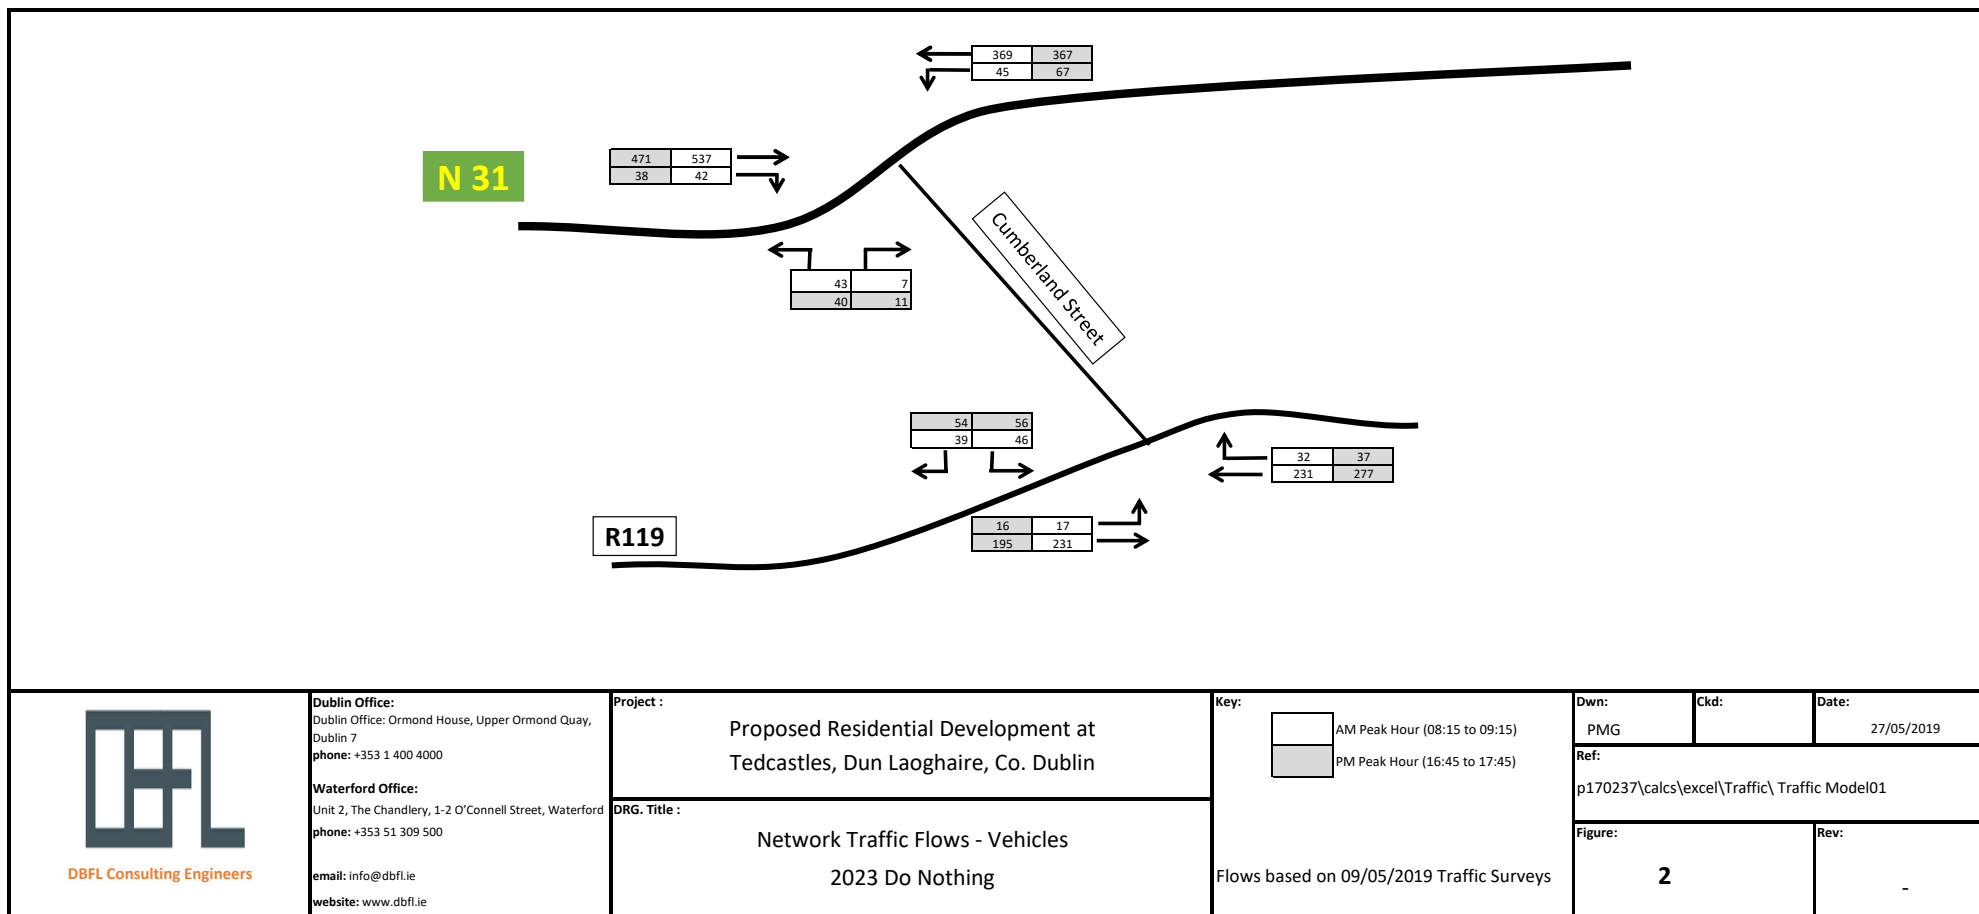 369 367
45 67
471 537
38 42
N 31
43 7
40 11
Cumberland Street
54 56
39 46
32 37
231 277
R119
16 17
195 231
DBFL Consulting Engineers
Dublin Office:
Dublin Office: Ormond House, Upper Ormond Quay,
Dublin 7
phone: +353 1 400 4000
Waterford Office:
Unit 2, The Chandlery, 1-2 O'Connell Street, Waterford
phone: +353 51 309 500
email: info@dbfl.ie
website: www.dbfl.ie
Project :
Proposed Residential Development at
Tedcastles, Dun Laoghaire, Co. Dublin
DRG. Title :
Network Traffic Flows - Vehicles
2023 Do Nothing
Key:
AM Peak Hour (08:15 to 09:15)
PM Peak Hour (16:45 to 17:45)
Flows based on 09/05/2019 Traffic Surveys
Dwn:
PMG
Ckd:
Date:
27/05/2019
Ref:
p170237\calcs\excel\Traffic\ Traffic Model01
Figure:
2
Rev:
-